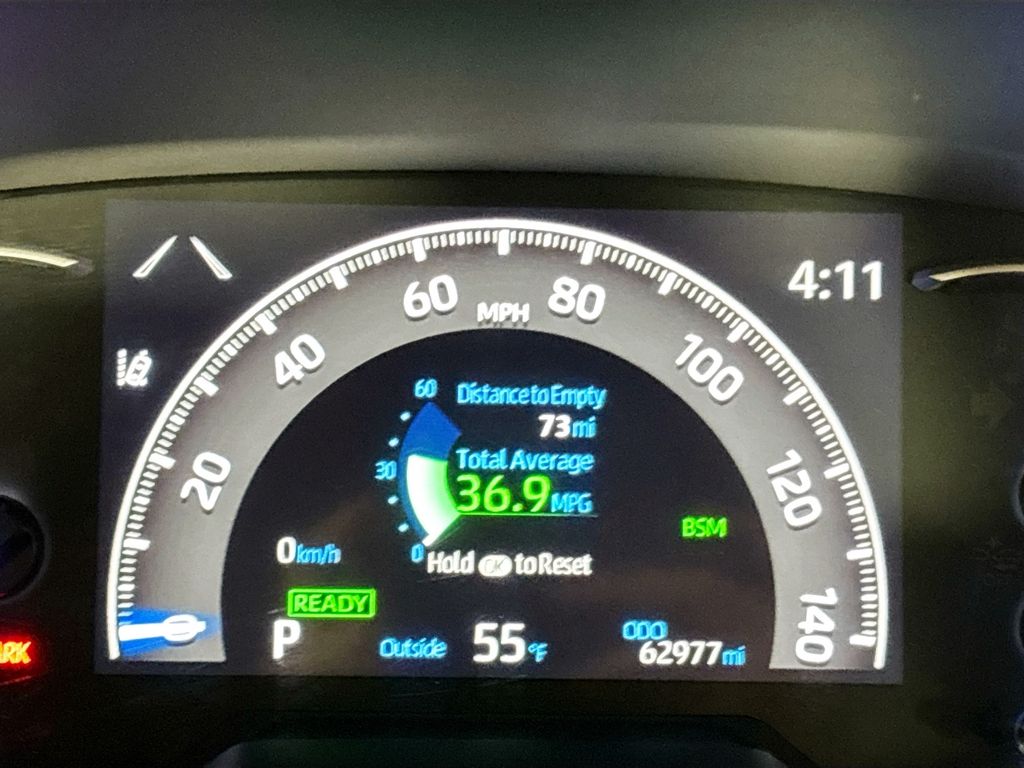 4:11
60
80
MPH
40
100
60
Distance to Empty
73 mi
20
30
Total Average
36.9 MPG
120
BSM
0 km/h
0
Hold OK to Reset
READY
140
P
Outside 55°F
ODO
62977 mi